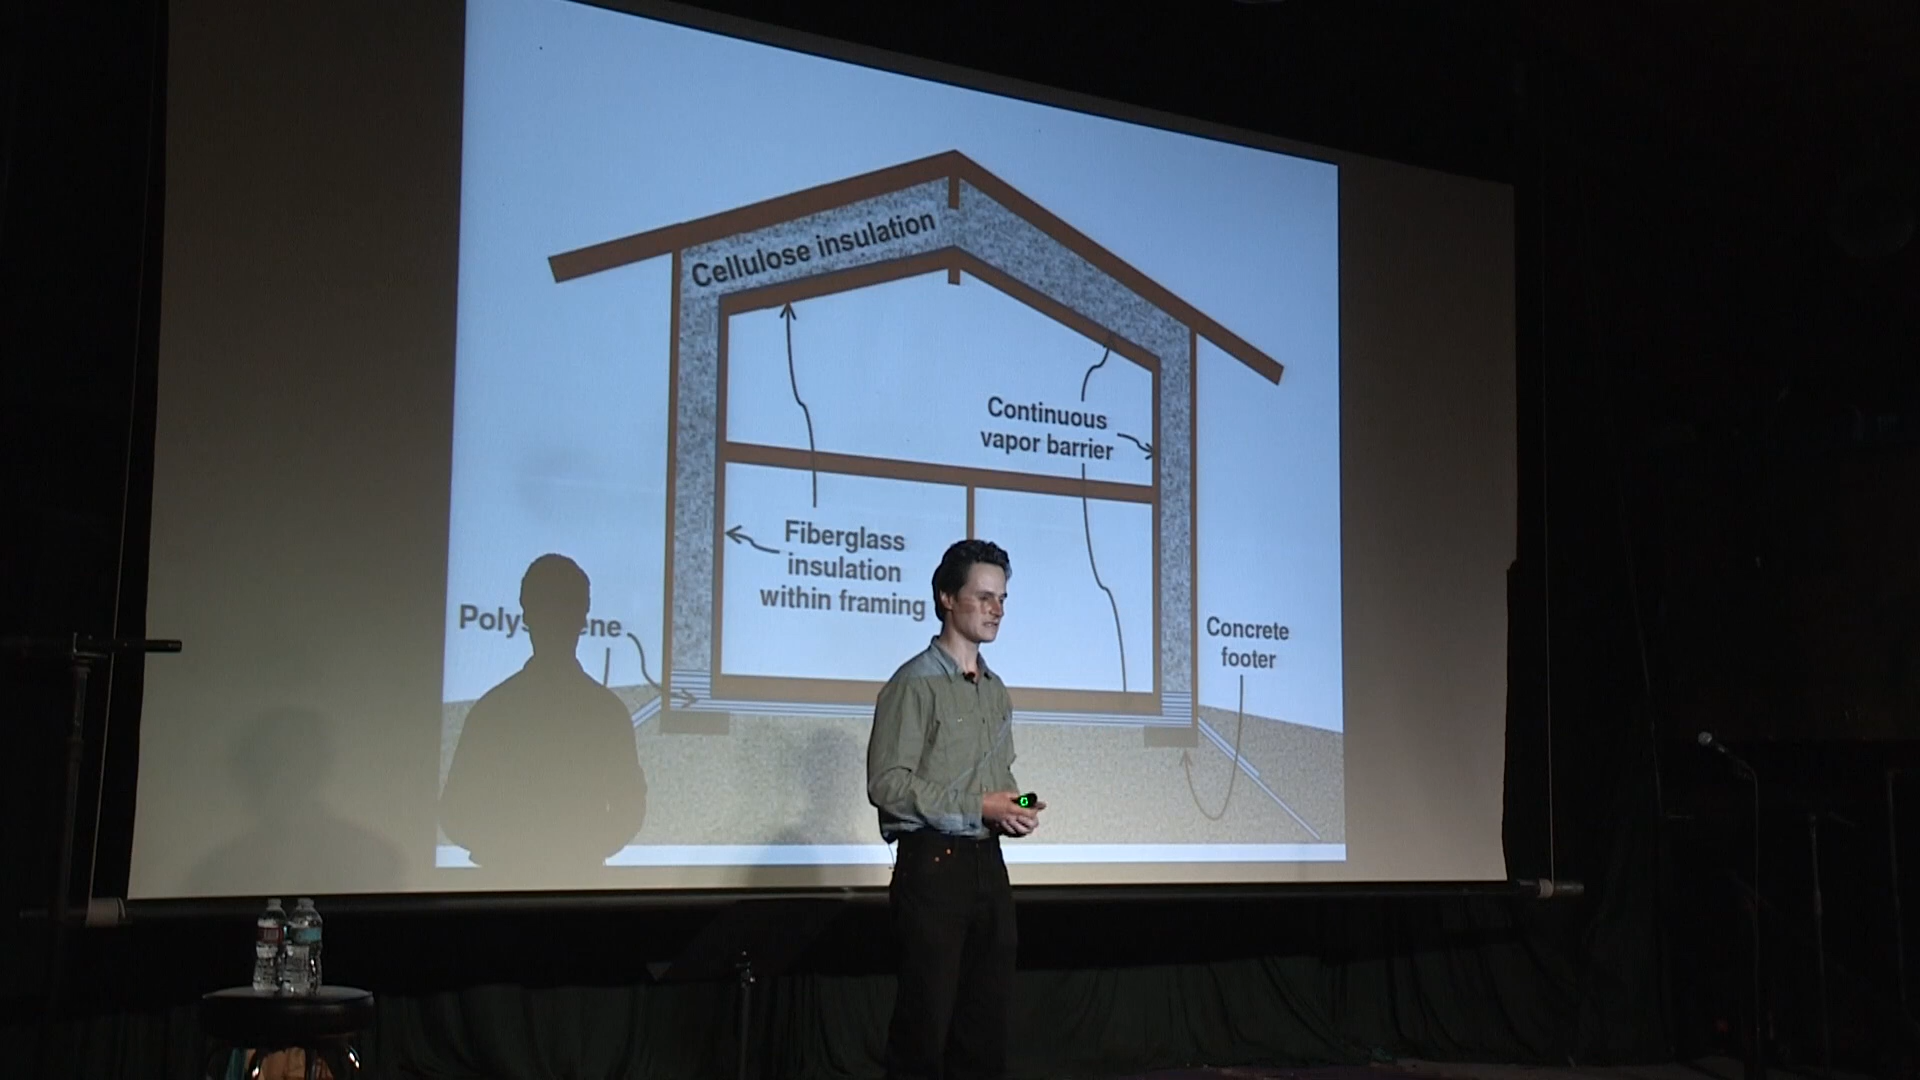 Cellulose insulation
Continuous
vapor barrier
Fiberglass
insulation
within framing
Concrete
footer